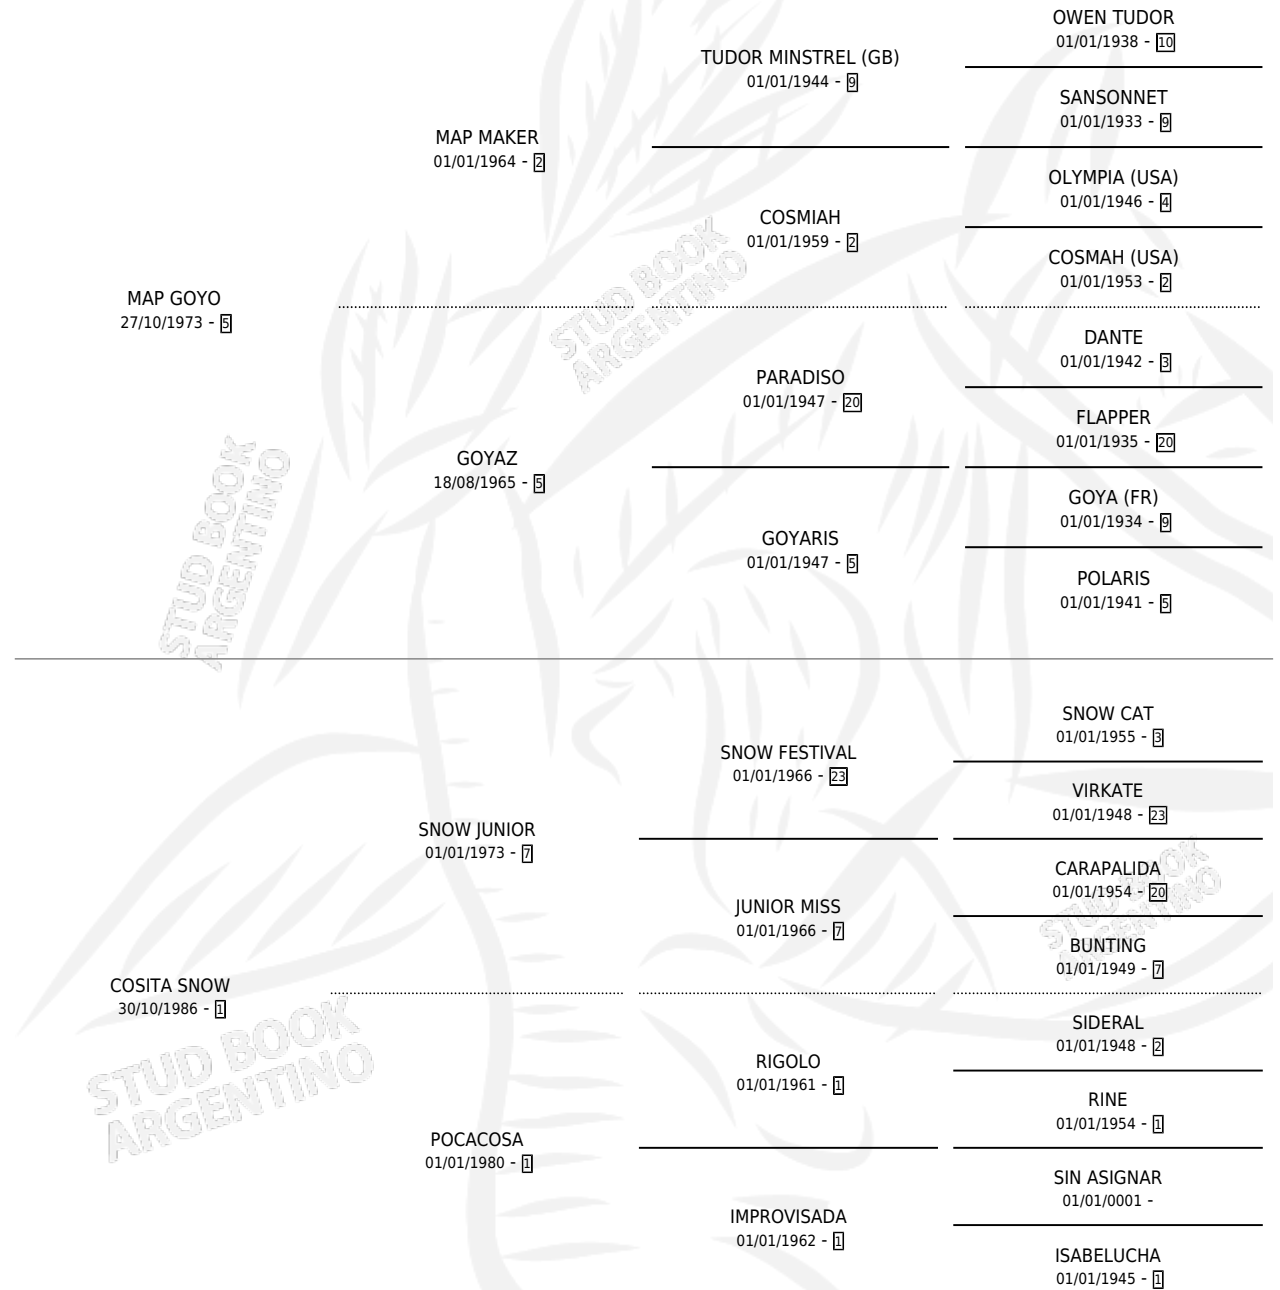 OWEN TUDOR
01/01/1938 - 10
TUDOR MINSTREL (GB)
01/01/1944 - 9
SANSONNET
01/01/1933 - 9
MAP MAKER
01/01/1964 - 2
OLYMPIA (USA)
01/01/1946 - 4
COSMIAH
01/01/1959 - 2
COSMAH (USA)
01/01/1953 - 2
MAP GOYO
27/10/1973 - 5
STUD BOOK
ARGENTINO
DANTE
01/01/1942 - 3
PARADISO
01/01/1947 - 20
FLAPPER
01/01/1935 - 20
GOYAZ
18/08/1965 - 5
GOYA (FR)
01/01/1934 - 9
GOYARIS
01/01/1947 - 5
POLARIS
01/01/1941 - 5
STUD BOOK
ARGENTINO
SNOW CAT
01/01/1955 - 3
SNOW FESTIVAL
01/01/1966 - 23
VIRKATE
01/01/1948 - 23
SNOW JUNIOR
01/01/1973 - 7
CARAPALIDA
01/01/1954 - 20
JUNIOR MISS
01/01/1966 - 7
BUNTING
01/01/1949 - 7
STUD BOOK
ARGENTINO
COSITA SNOW
30/10/1986 - 1
STUD BOOK
ARGENTINO
SIDERAL
01/01/1948 - 2
RIGOLO
01/01/1961 - 1
RINE
01/01/1954 - 1
POCACOSA
01/01/1980 - 1
SIN ASIGNAR
01/01/0001 -
IMPROVISADA
01/01/1962 - 1
ISABELUCHA
01/01/1945 - 1